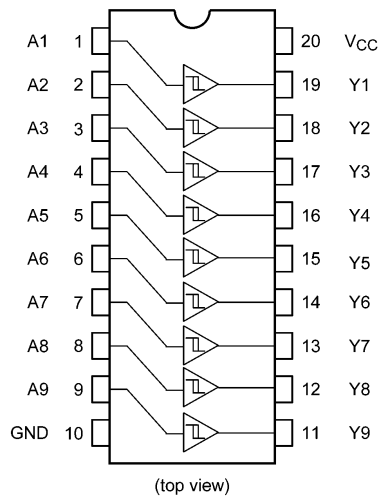 A1 1 20 VCC
A2 2 19 Y1
A3 3 18 Y2
A4 4 17 Y3
A5 5 16 Y4
A6 6 15 Y5
A7 7 14 Y6
A8 8 13 Y7
A9 9 12 Y8
GND 10 11 Y9
(top view)